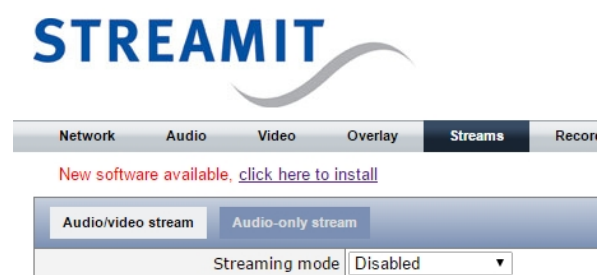 STREAMIT
Network Audio Video Overlay Streams
New software available, click here to install
Audio/video stream Audio-only stream
Streaming mode Disabled